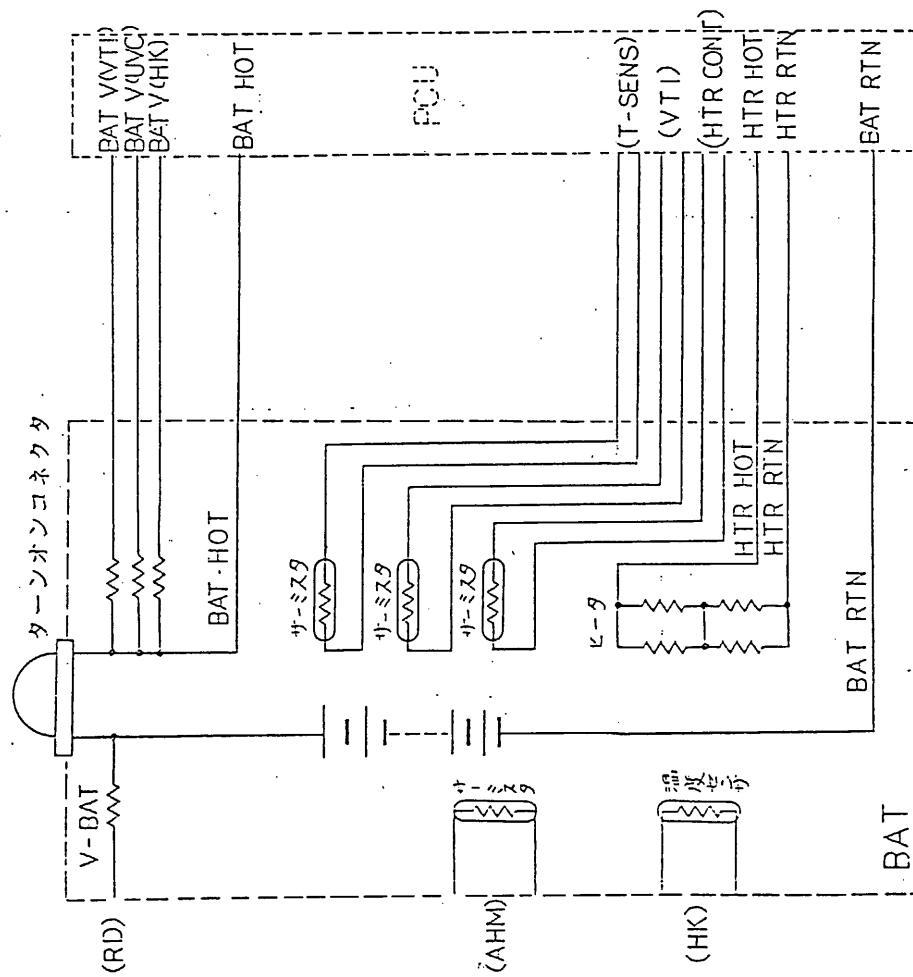 ターンオンコネクタ
BAT V(VT1)
BAT V(UVC)
BAT V(HK)
BAT HOT
PCU
(T-SENS)
(VT1)
(HTR CONT)
HTR HOT
HTR RTN
BAT RTN
BAT-HOT
サーミスタ
サーミスタ
サーミスタ
ヒータ
HTR HOT
HTR RTN
BAT RTN
V-BAT
サーミスタ
温度センサ
BAT
(RD)
(AHM)
(HK)